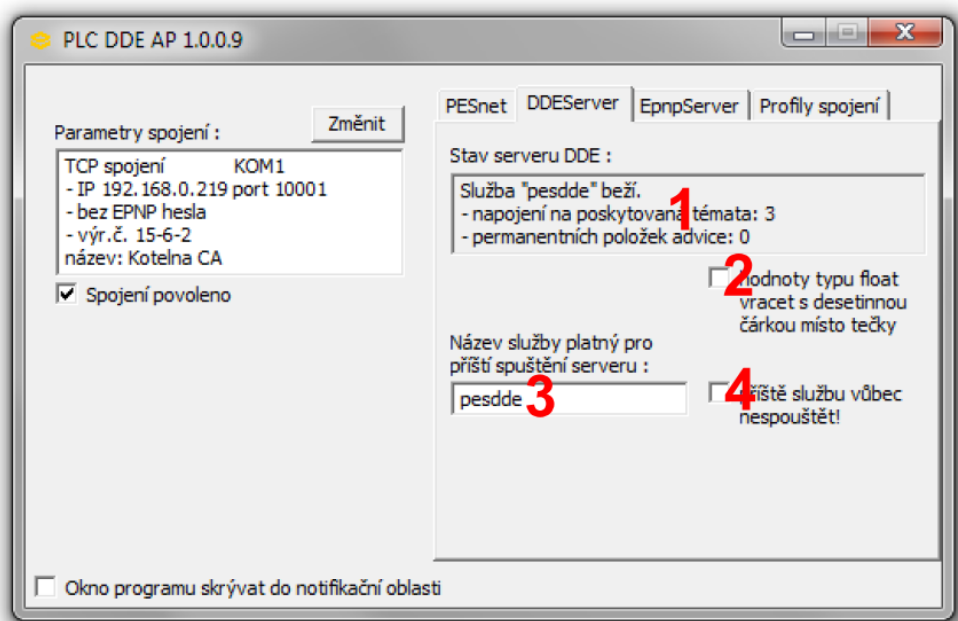 PLC DDE AP 1.0.0.9
Parametry spojení :
Změnit
TCP spojení KOM1
- IP 192.168.0.219 port 10001
- bez EPNP hesla
- výr.č. 15-6-2
název: Kotelna CA
Spojení povoleno
PESnet
DDEServer
EpnpServer
Profily spojení
Stav serveru DDE :
Služba "pesdde" beží.
- napojení na poskytovaná témata: 3
- permanentních položek advice: 0
1
2
hodnoty typu float
vracet s desetinnou
čárkou místo tečky
Název služby platný pro
příští spuštění serveru :
pesdde
3
4
příště službu vůbec
nespouštět!
Okno programu skrývat do notifikační oblasti